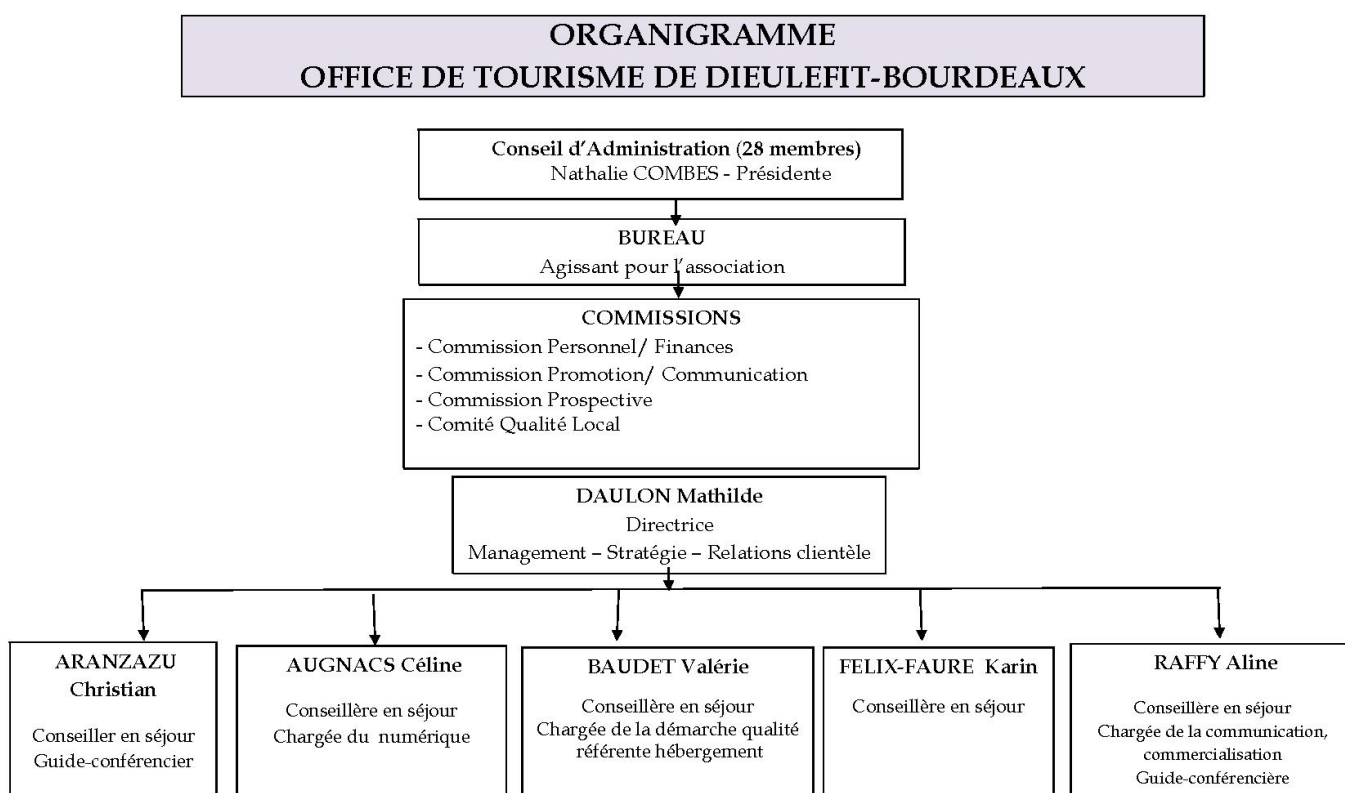 ORGANIGRAMME
OFFICE DE TOURISME DE DIEULEFIT-BOURDEAUX
Conseil d'Administration (28 membres)
Nathalie COMBES - Présidente
BUREAU
Agissant pour l'association
COMMISSIONS
- Commission Personnel/ Finances
- Commission Promotion/ Communication
- Commission Prospective
- Comité Qualité Local
DAULON Mathilde
Directrice
Management – Stratégie – Relations clientèle
ARANZAZU
Christian
Conseiller en séjour
Guide-conférencier
AUGNACS Céline
Conseillère en séjour
Chargée du numérique
BAUDET Valérie
Conseillère en séjour
Chargée de la démarche qualité
référente hébergement
FELIX-FAURE Karin
Conseillère en séjour
RAFFY Aline
Conseillère en séjour
Chargée de la communication,
commercialisation
Guide-conférencière